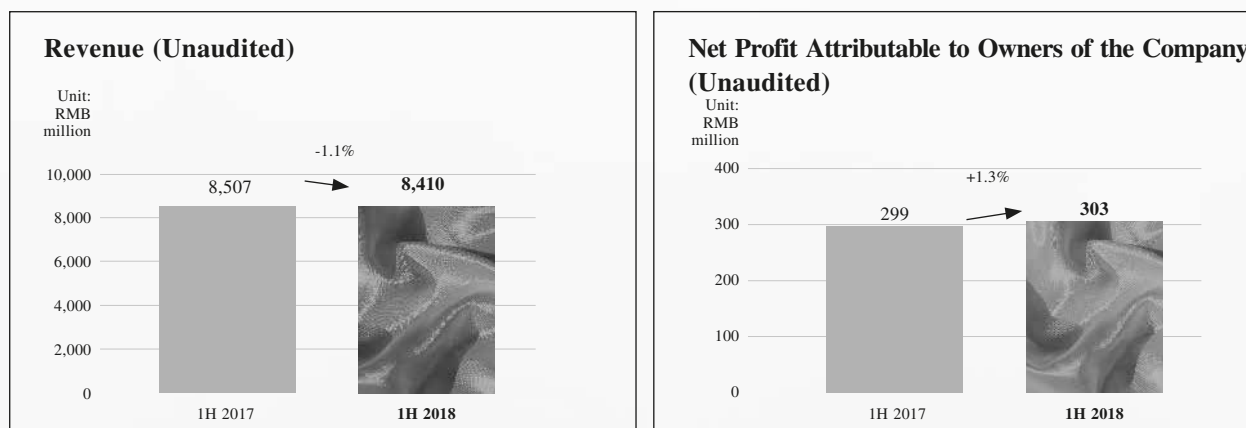 Revenue (Unaudited)
Unit:
RMB
million
-1.1%
10,000
8,507
8,410
8,000
6,000
4,000
2,000
0
1H 2017
1H 2018
Net Profit Attributable to Owners of the Company
(Unaudited)
Unit:
RMB
million
400
+1.3%
299
303
300
200
100
0
1H 2017
1H 2018